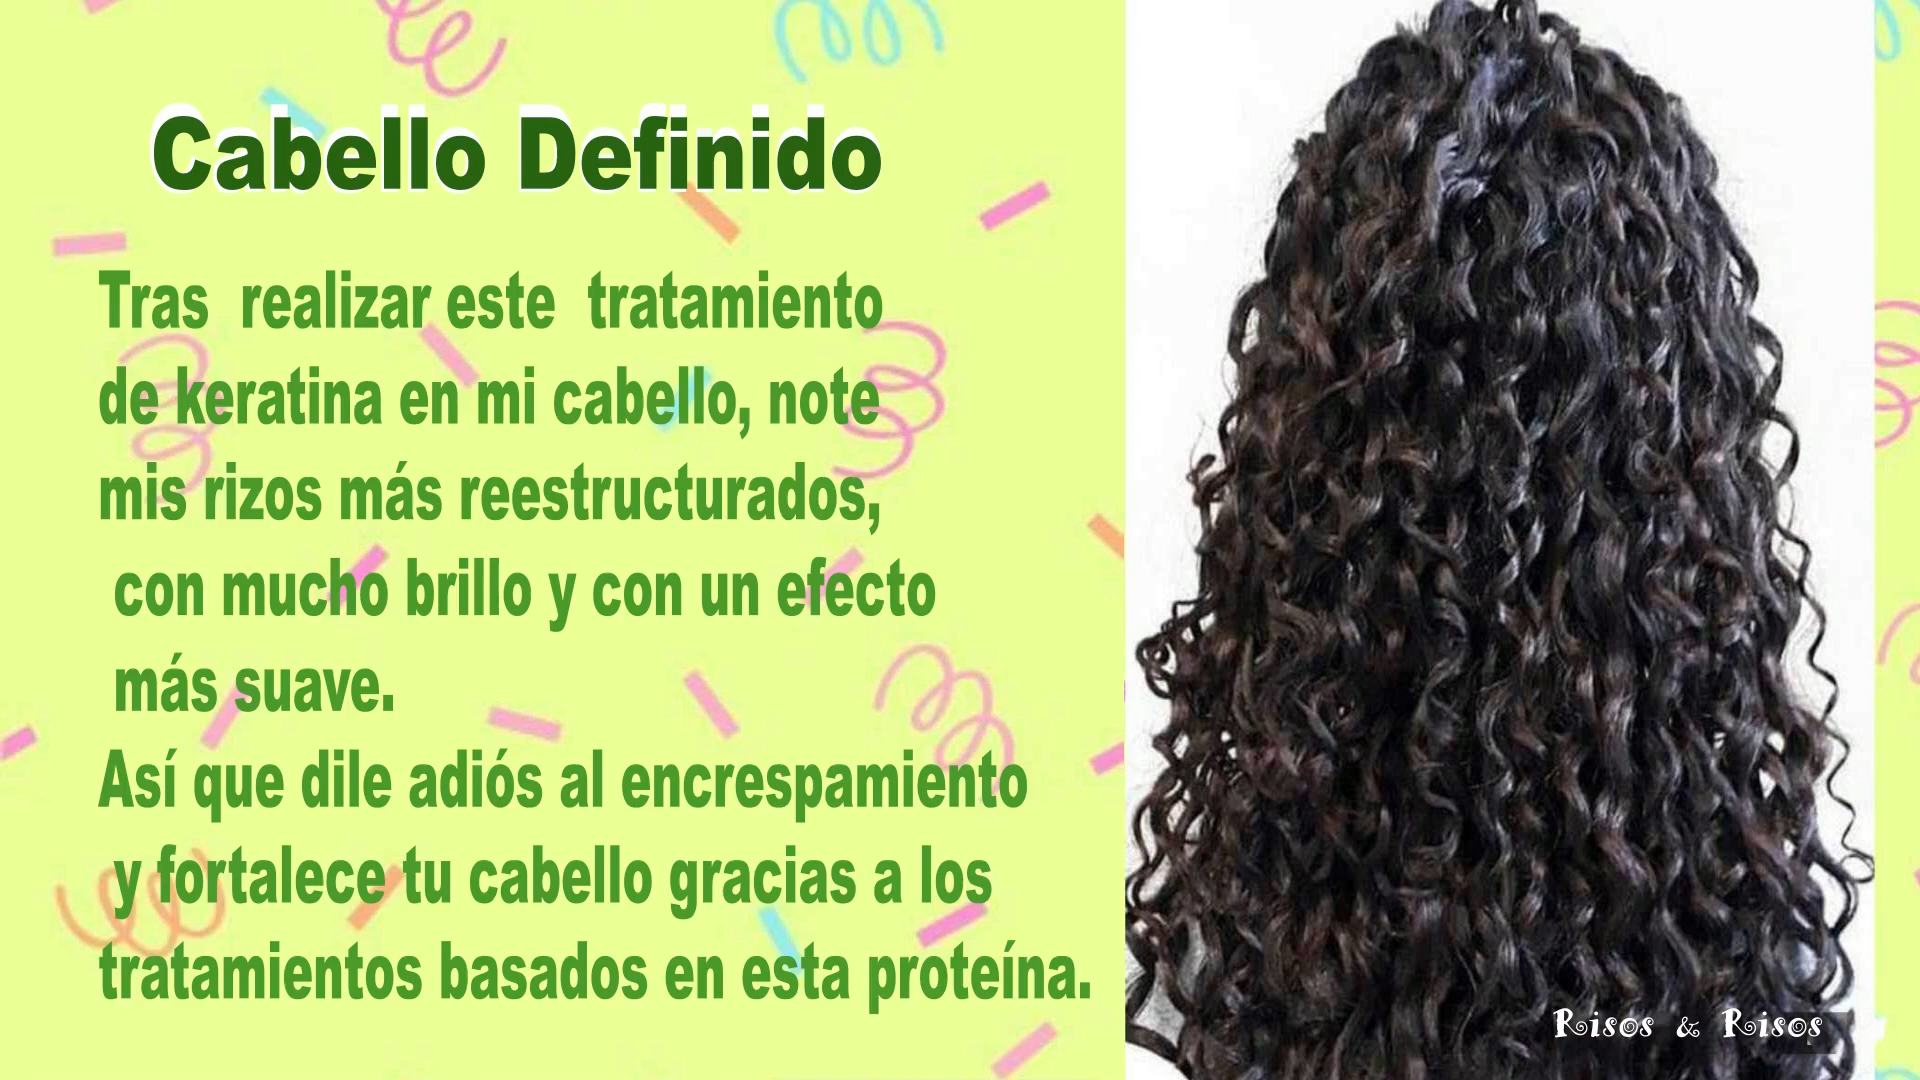 Cabello Definido
Tras realizar este tratamiento
de keratina en mi cabello, note
mis rizos más reestructurados,
con mucho brillo y con un efecto
más suave.
Así que dile adiós al encrespamiento
y fortalece tu cabello gracias a los
tratamientos basados en esta proteína.
Risos & Risos